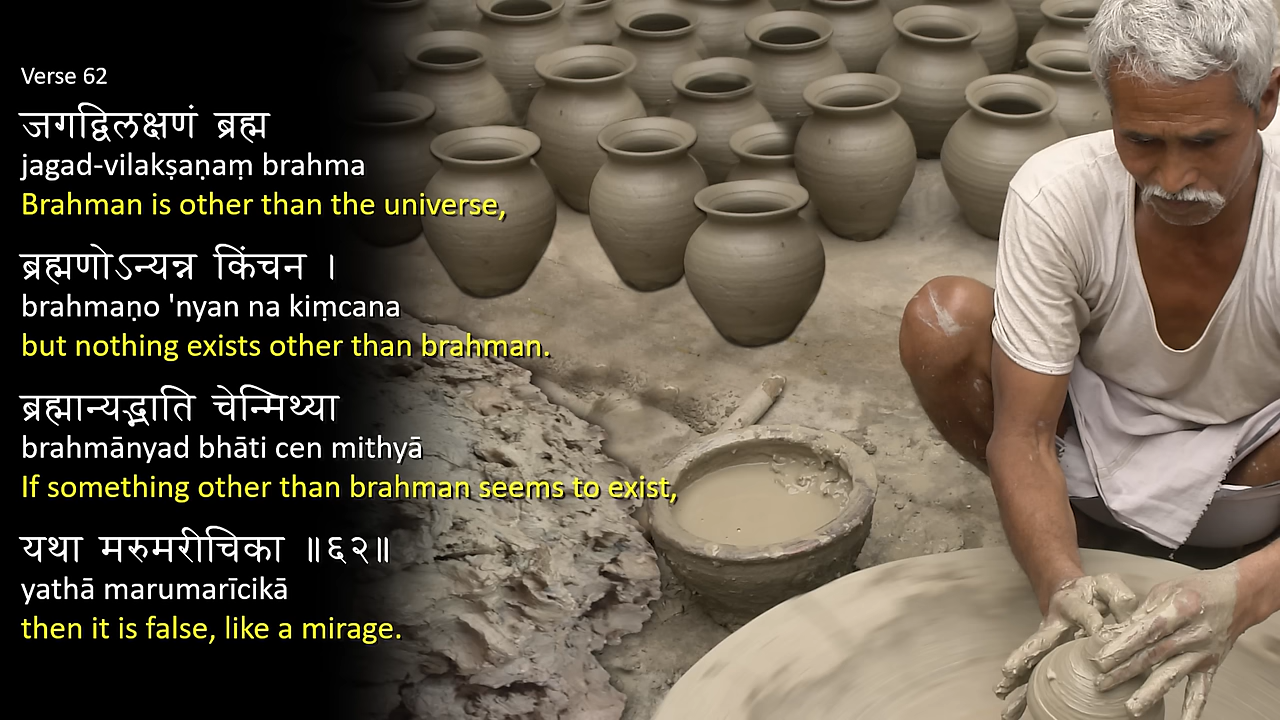 Verse 62
जगद्विलक्षणं ब्रह्म
jagad-vilakṣaṇaṃ brahma
Brahman is other than the universe,
ब्रह्मणोऽन्यन्न किंचन ।
brahmaṇo 'nyan na kiṃcana
but nothing exists other than brahman.
ब्रह्मान्यद्भाति चेन्मिथ्या
brahmānyad bhāti cen mithyā
If something other than brahman seems to exist,
यथा मरुमरीचिका ॥६२॥
yathā marumarīcikā
then it is false, like a mirage.